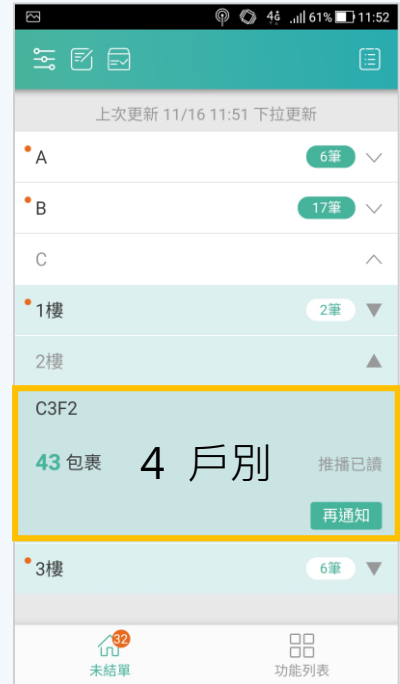 4G 61% 11:52
上次更新 11/16 11:51 下拉更新
A 6筆
B 17筆
C
1樓 2筆
2樓
C3F2
43 包裹 4 戶別 推播已讀
再通知
3樓 6筆
32
未結單 功能列表